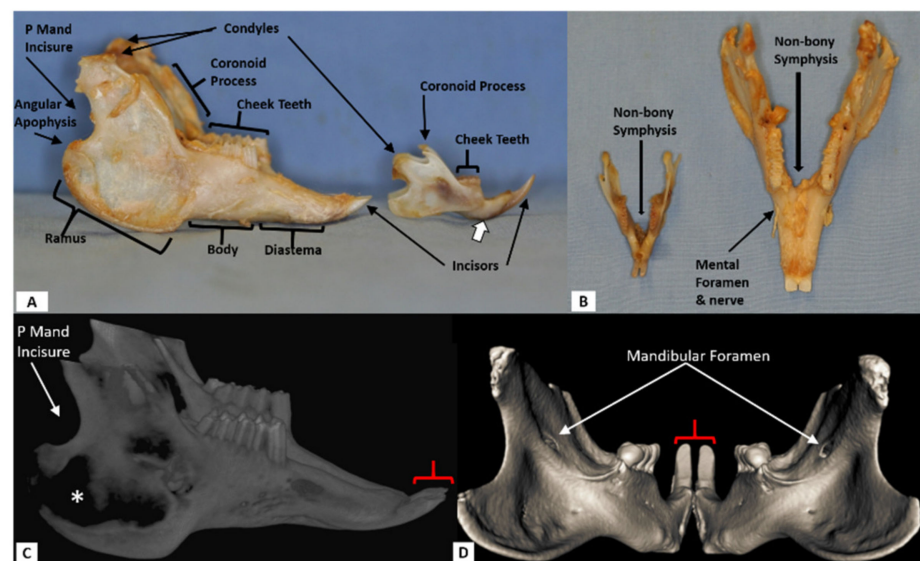 P Mand
Incisure
Condyles
Coronoid
Process
Angular
Apophysis
Cheek Teeth
Coronoid Process
Cheek Teeth
Ramus
Body
Diastema
Incisors
A
Non-bony
Symphysis
Non-bony
Symphysis
Mental
Foramen
& nerve
B
P Mand
Incisure
*
C
Mandibular Foramen
D